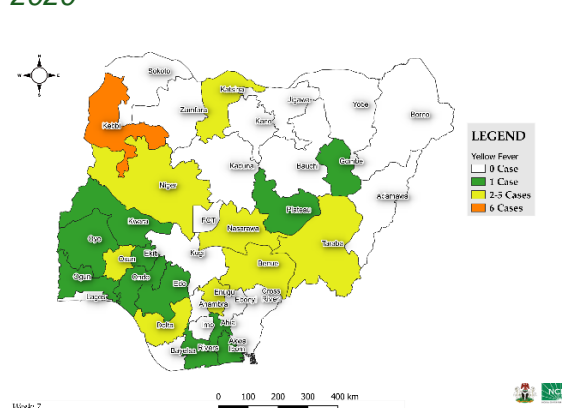 2020
N
W
E
S
Sokoto
Katsina
Jigawa
Yobe
Borno
Zamfara
Kano
Kebbi
Kaduna
Bauchi
Gombe
Adamawa
Niger
Plateau
FCT
Kwara
Nasarawa
Taraba
Oyo
Kogi
Osun
Ekiti
Benue
Ogun
Ondo
Edo
Lagos
Enugu
Cross
River
Anambra
Ebony
Delta
Imo
Abia
Bayelsa
Rivers
Akwa
Ibom
LEGEND
Yellow Fever
0 Case
1 Case
2-5 Cases
6 Cases
0 100 200 300 400 km
Week: 7